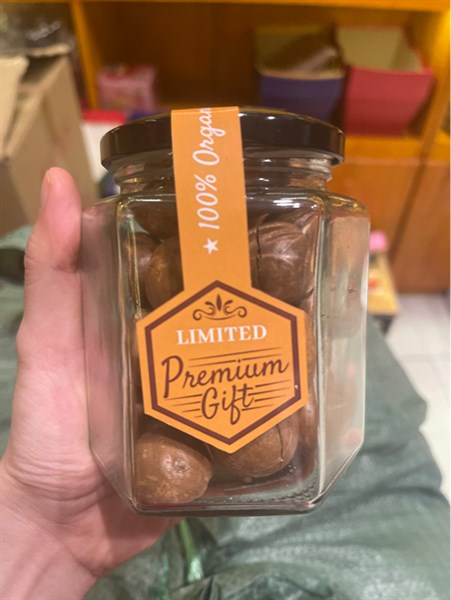 ★ 100% Organ
LIMITED
Premium
Gift